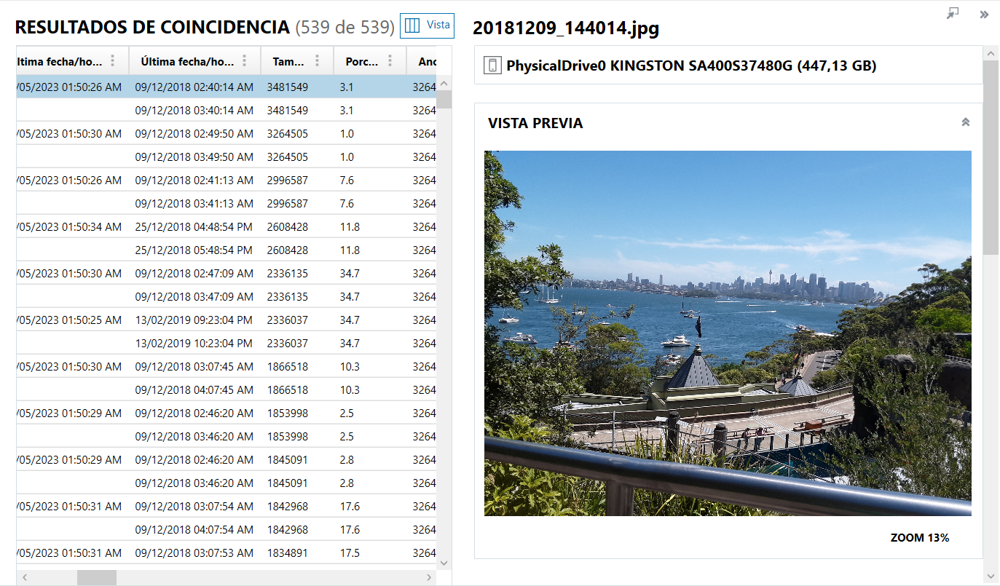 RESULTADOS DE COINCIDENCIA (539 de 539) Vista
ltima fecha/ho... Última fecha/ho... Tam... Porc... Anc
/05/2023 01:50:26 AM 09/12/2018 02:40:14 AM 3481549 3.1 3264
09/12/2018 03:40:14 AM 3481549 3.1 3264
/05/2023 01:50:30 AM 09/12/2018 02:49:50 AM 3264505 1.0 3264
09/12/2018 03:49:50 AM 3264505 1.0 3264
/05/2023 01:50:26 AM 09/12/2018 02:41:13 AM 2996587 7.6 3264
09/12/2018 03:41:13 AM 2996587 7.6 3264
/05/2023 01:50:34 AM 25/12/2018 04:48:54 PM 2608428 11.8 3264
25/12/2018 05:48:54 PM 2608428 11.8 3264
/05/2023 01:50:30 AM 09/12/2018 02:47:09 AM 2336135 34.7 3264
09/12/2018 03:47:09 AM 2336135 34.7 3264
/05/2023 01:50:25 AM 13/02/2019 09:23:04 PM 2336037 34.7 3264
13/02/2019 10:23:04 PM 2336037 34.7 3264
/05/2023 01:50:30 AM 09/12/2018 03:07:45 AM 1866518 10.3 3264
09/12/2018 04:07:45 AM 1866518 10.3 3264
/05/2023 01:50:29 AM 09/12/2018 02:46:20 AM 1853998 2.5 3264
09/12/2018 03:46:20 AM 1853998 2.5 3264
/05/2023 01:50:29 AM 09/12/2018 02:46:20 AM 1845091 2.8 3264
09/12/2018 03:46:20 AM 1845091 2.8 3264
/05/2023 01:50:31 AM 09/12/2018 03:07:54 AM 1842968 17.6 3264
09/12/2018 04:07:54 AM 1842968 17.6 3264
/05/2023 01:50:31 AM 09/12/2018 03:07:53 AM 1834891 17.5 3264
20181209_144014.jpg
PhysicalDrive0 KINGSTON SA400S37480G (447,13 GB)
VISTA PREVIA
ZOOM 13%